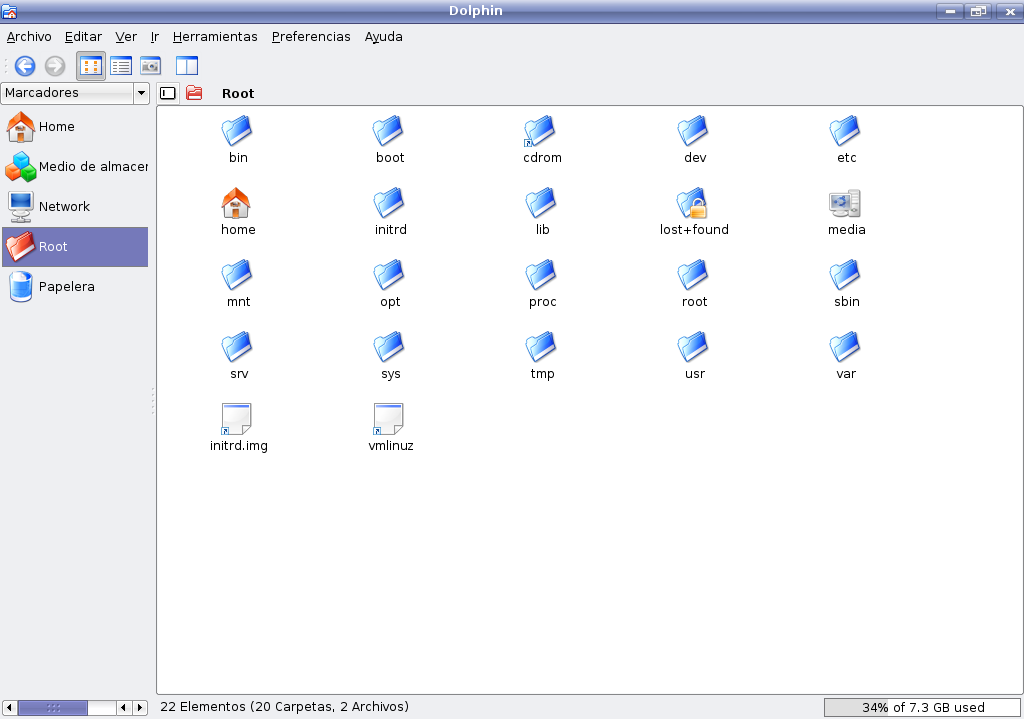 Dolphin
Archivo Editar Ver Ir Herramientas Preferencias Ayuda
Marcadores
Root
Home
Medio de almacer
Network
Root
Papelera
bin boot cdrom dev etc
home initrd lib lost+found media
mnt opt proc root sbin
srv sys tmp usr var
initrd.img vmlinuz
22 Elementos (20 Carpetas, 2 Archivos)
34% of 7.3 GB used